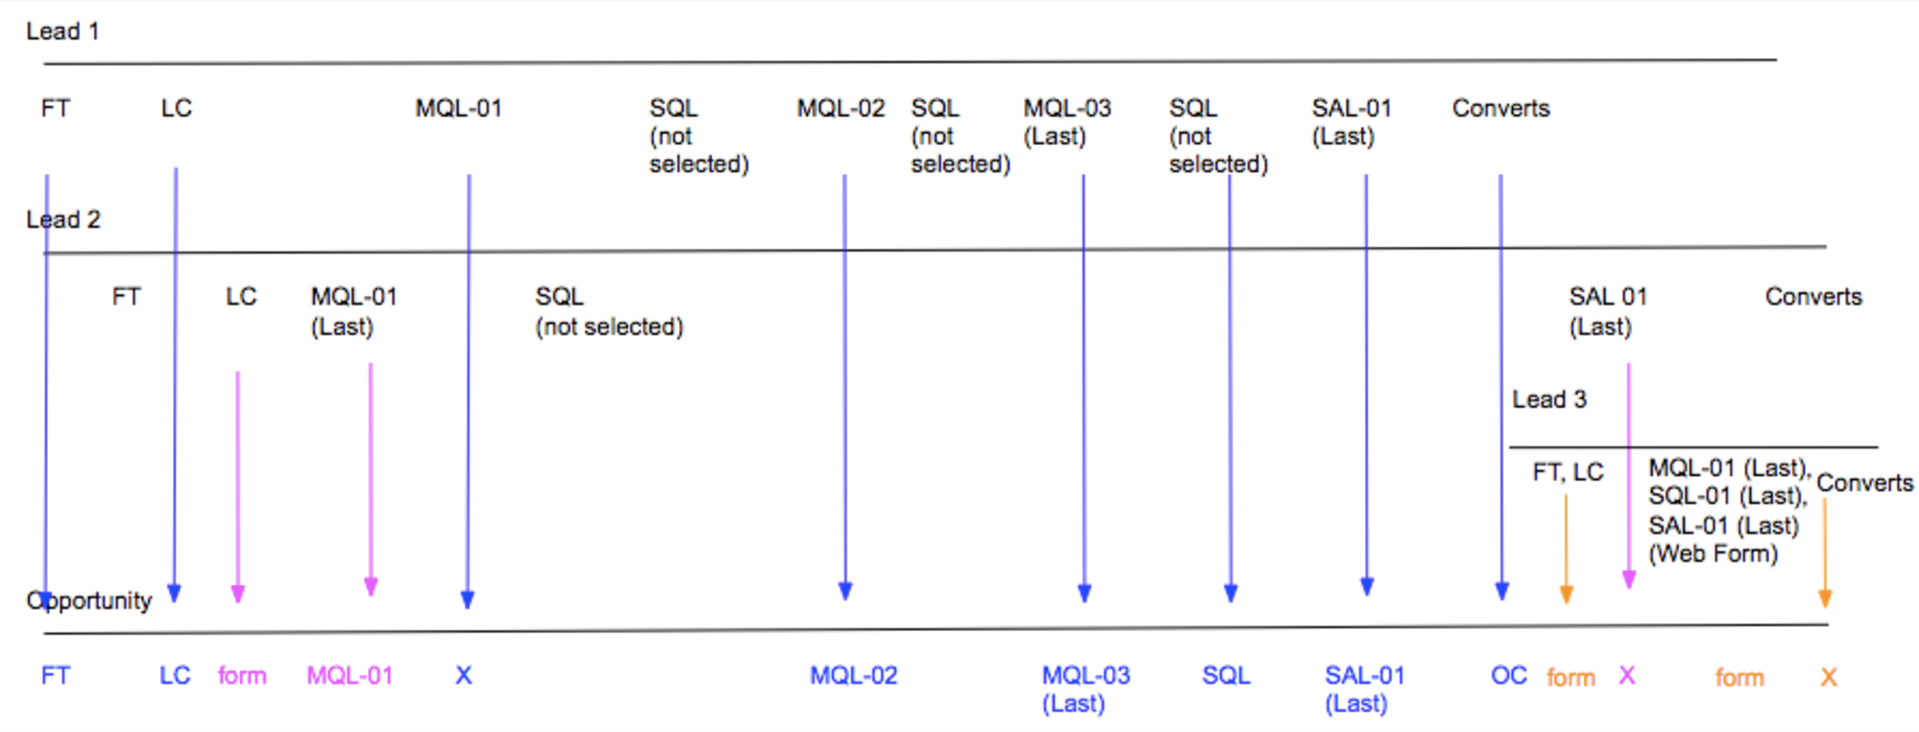 Lead 1
FT LC MQL-01 SQL MQL-02 SQL MQL-03 SQL SAL-01 Converts
(not (not (Last) (not (Last)
selected) selected) selected)
Lead 2
FT LC MQL-01 SQL SAL 01 Converts
(Last) (not selected) (Last)
Lead 3
FT, LC MQL-01 (Last), Converts
SQL-01 (Last),
SAL-01 (Last)
(Web Form)
Opportunity
FT LC form MQL-01 X MQL-02 MQL-03 SQL SAL-01 OC form X form X
(Last) (Last)